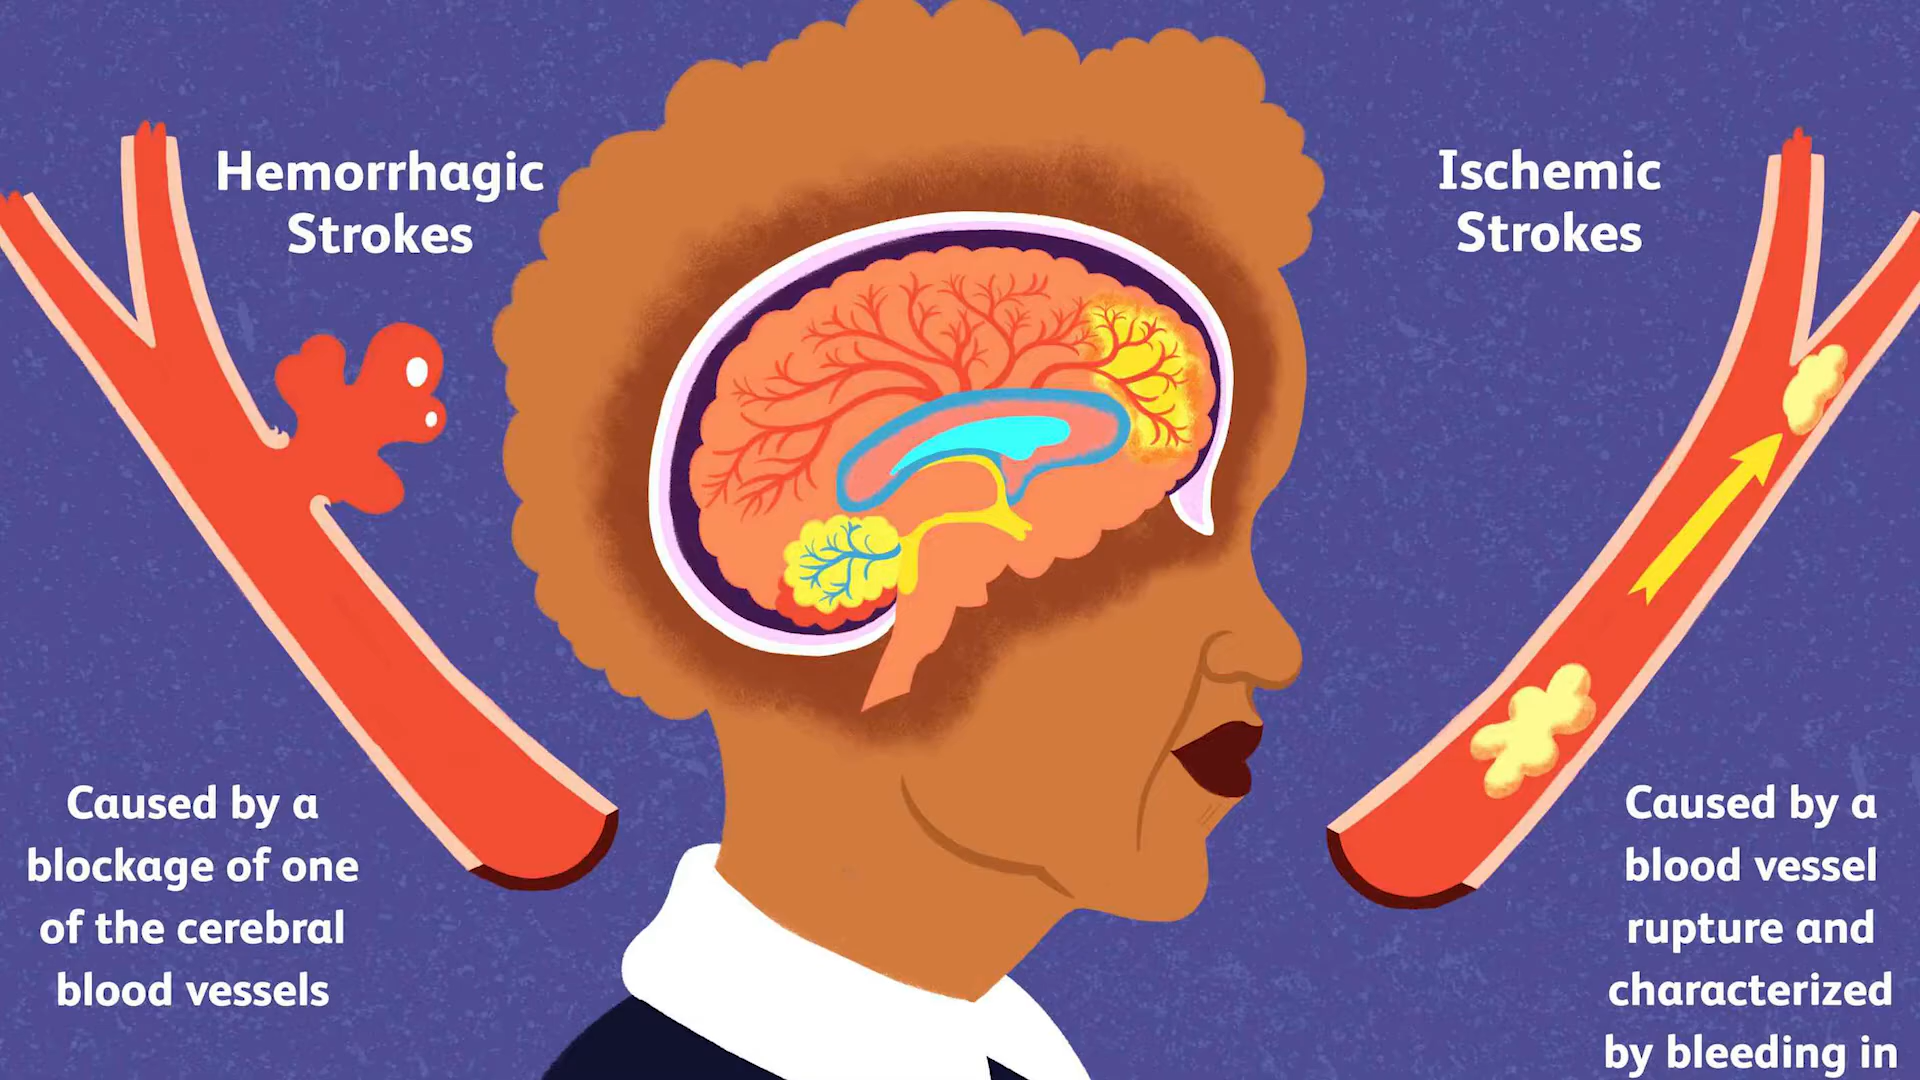 Hemorrhagic
Strokes
Caused by a
blockage of one
of the cerebral
blood vessels
Ischemic
Strokes
Caused by a
blood vessel
rupture and
characterized
by bleeding in